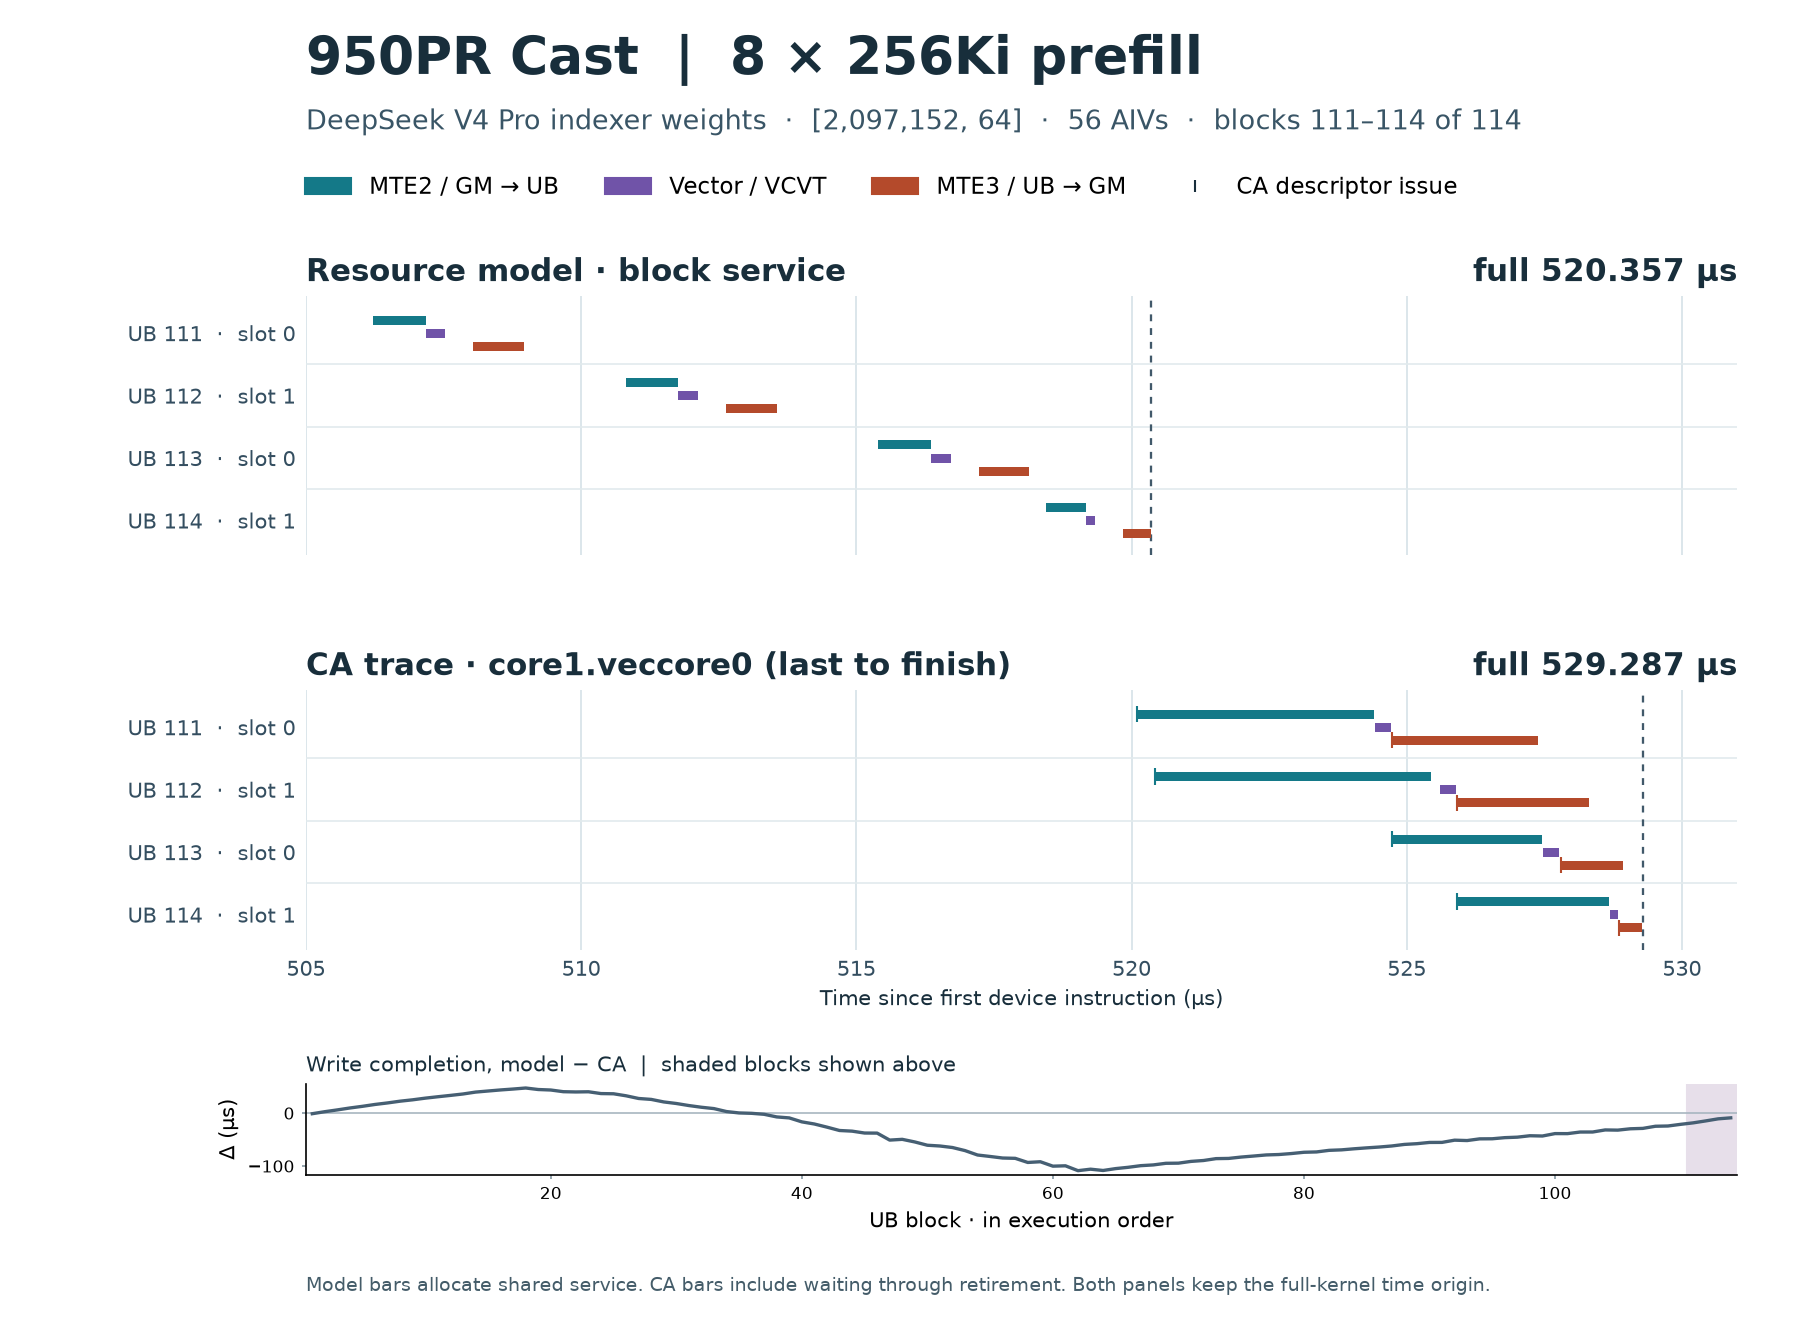 950PR Cast | 8 × 256Ki prefill
DeepSeek V4 Pro indexer weights · [2,097,152, 64] · 56 AIVs · blocks 111–114 of 114
MTE2 / GM → UB
Vector / VCVT
MTE3 / UB → GM
CA descriptor issue
Resource model · block service
full 520.357 µs
UB 111 · slot 0
UB 112 · slot 1
UB 113 · slot 0
UB 114 · slot 1
CA trace · core1.veccore0 (last to finish)
full 529.287 µs
UB 111 · slot 0
UB 112 · slot 1
UB 113 · slot 0
UB 114 · slot 1
505 510 515 520 525 530
Time since first device instruction (µs)
Write completion, model − CA | shaded blocks shown above
Δ (µs)
0
−100
20 40 60 80 100
UB block · in execution order
Model bars allocate shared service. CA bars include waiting through retirement. Both panels keep the full-kernel time origin.